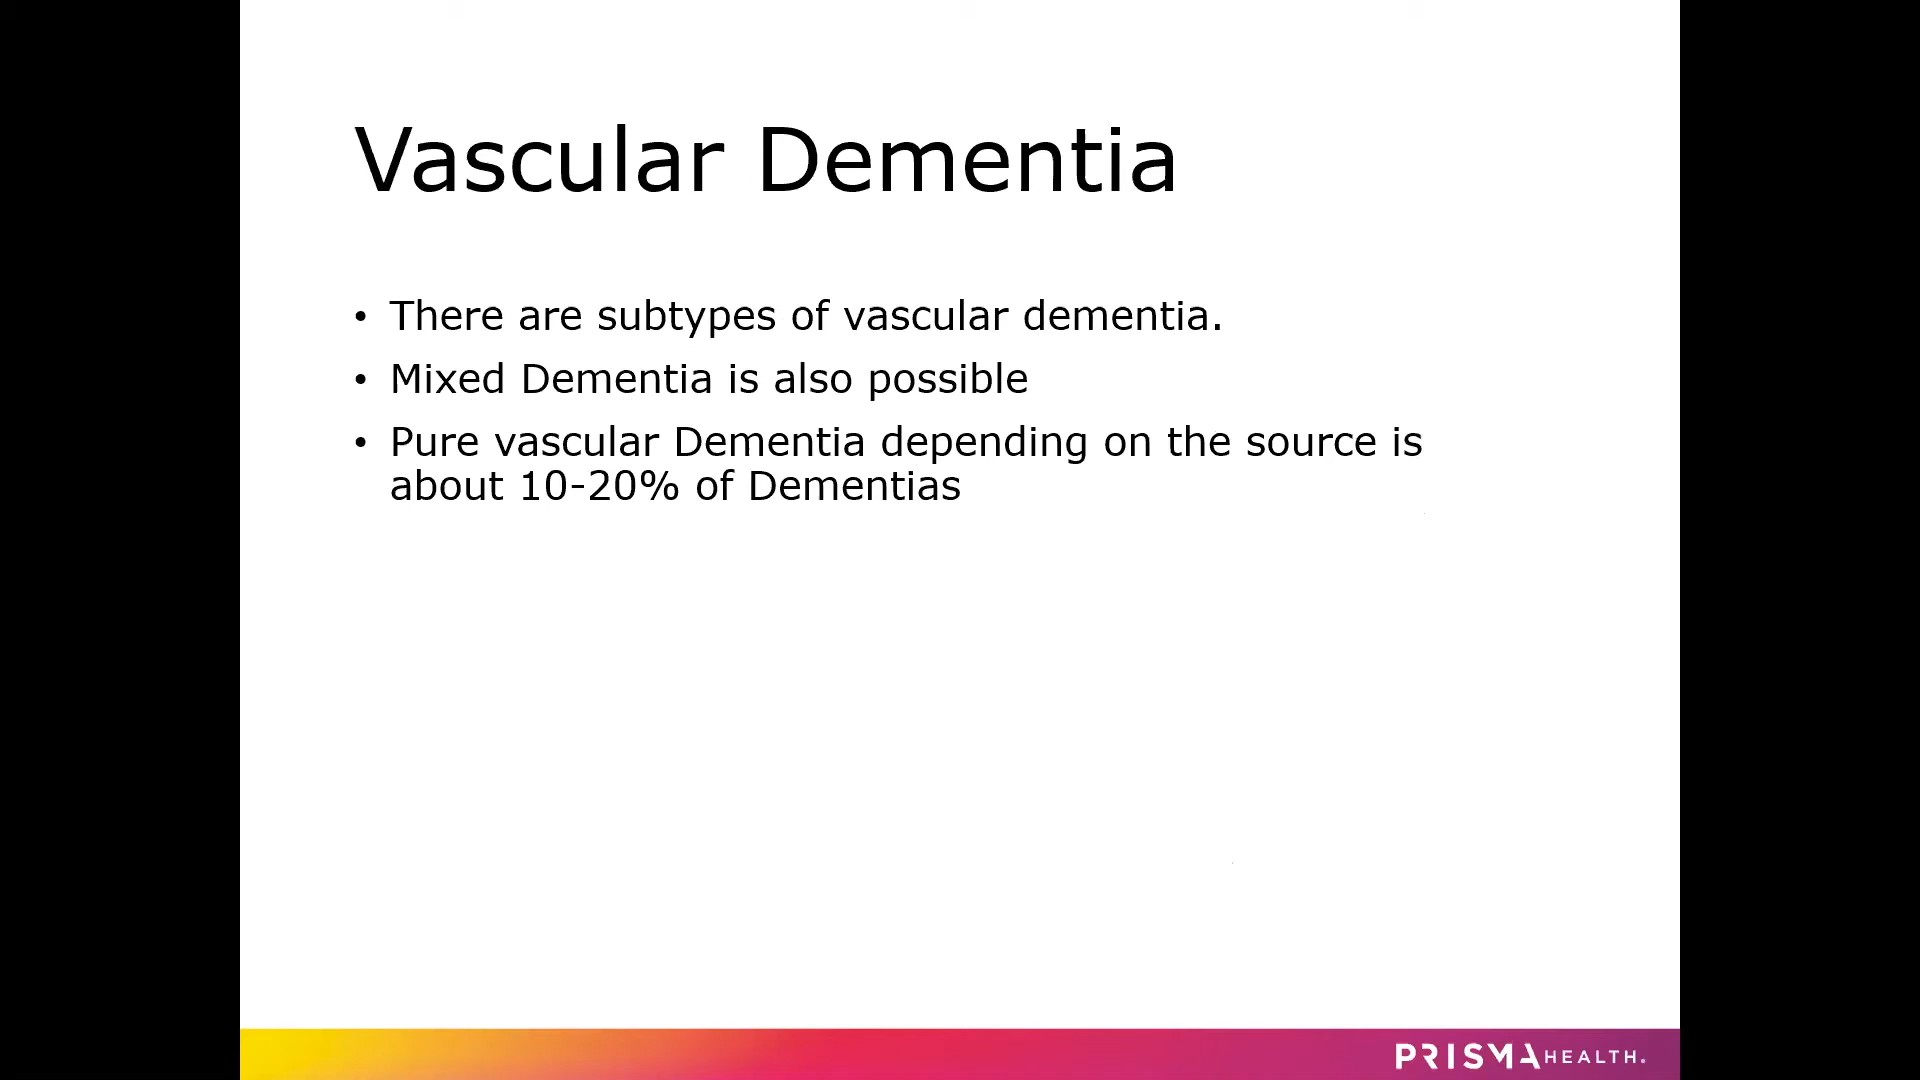 Vascular Dementia
• There are subtypes of vascular dementia.
• Mixed Dementia is also possible
• Pure vascular Dementia depending on the source is
about 10-20% of Dementias
PRISMA HEALTH.